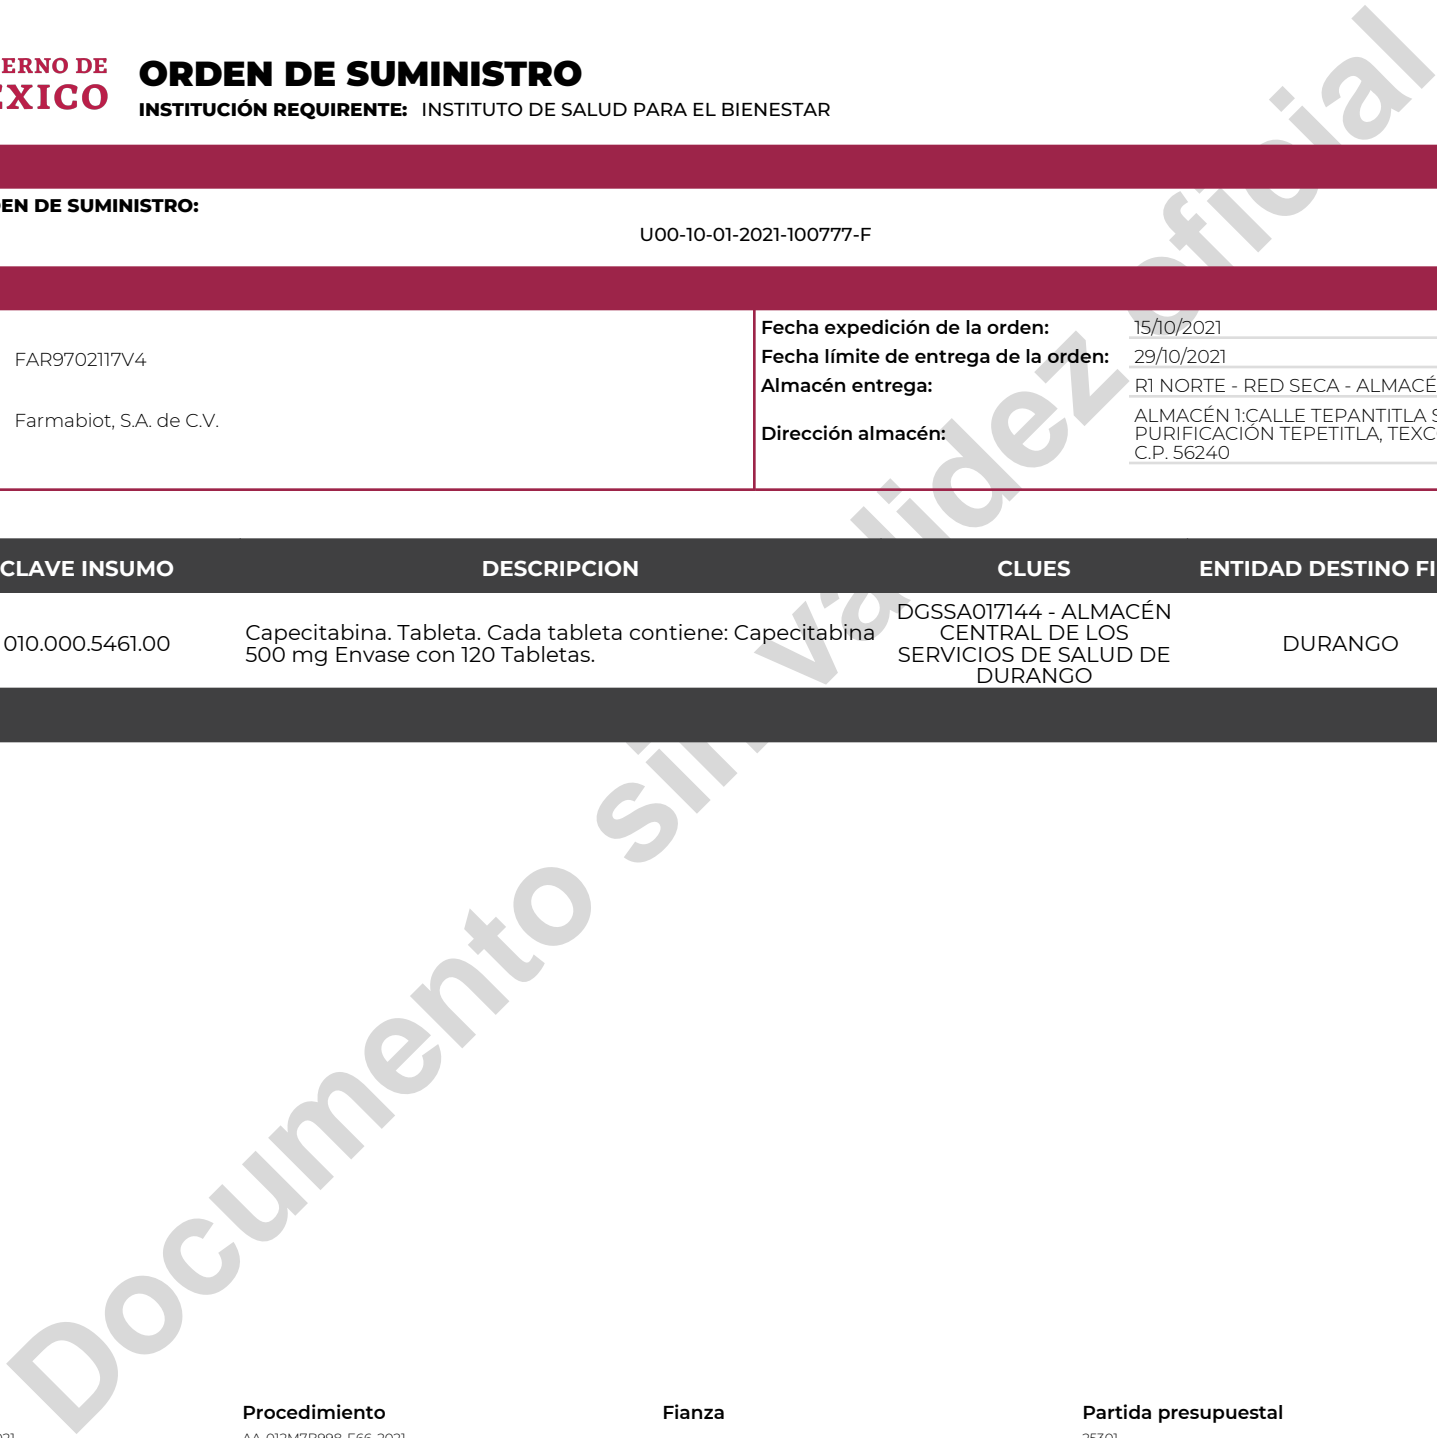 ERNO DE
EXICO
ORDEN DE SUMINISTRO
INSTITUCIÓN REQUIRENTE: INSTITUTO DE SALUD PARA EL BIENESTAR
EN DE SUMINISTRO:
U00-10-01-2021-100777-F
FAR9702117V4
Farmabiot, S.A. de C.V.
Fecha expedición de la orden: 15/10/2021
Fecha límite de entrega de la orden: 29/10/2021
Almacén entrega: R1 NORTE - RED SECA - ALMACÉ
Dirección almacén: ALMACÉN 1:CALLE TEPANTITLA S
PURIFICACIÓN TEPETITLA, TEXC
C.P. 56240
CLAVE INSUMO DESCRIPCION CLUES ENTIDAD DESTINO FI
010.000.5461.00
Capecitabina. Tableta. Cada tableta contiene: Capecitabina
500 mg Envase con 120 Tabletas.
DGSSA017144 - ALMACÉN
CENTRAL DE LOS
SERVICIOS DE SALUD DE
DURANGO
DURANGO
Documento sin validez oficial
Procedimiento Fianza Partida presupuestal